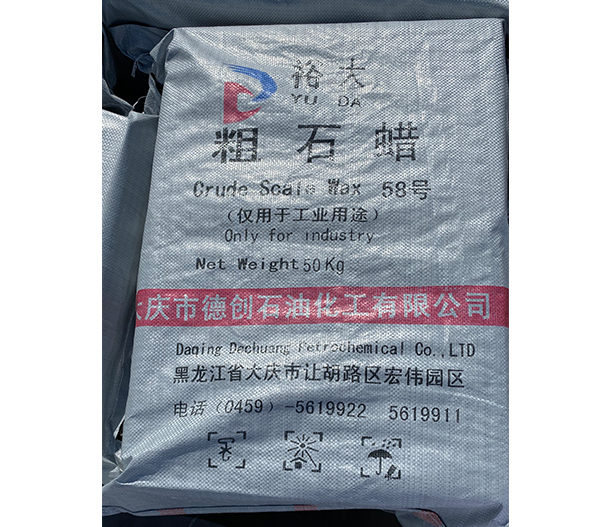 裕大
YU DA
粗石蜡
Crude Scale Wax 58号
（仅用于工业用途）
Only for industry
Net Weight 50Kg
大庆市德创石油化工有限公司
Daqing Dechuang Petrochemical Co.,LTD
黑龙江省大庆市让胡路区宏伟园区
电话(0459)-5619922 5619911